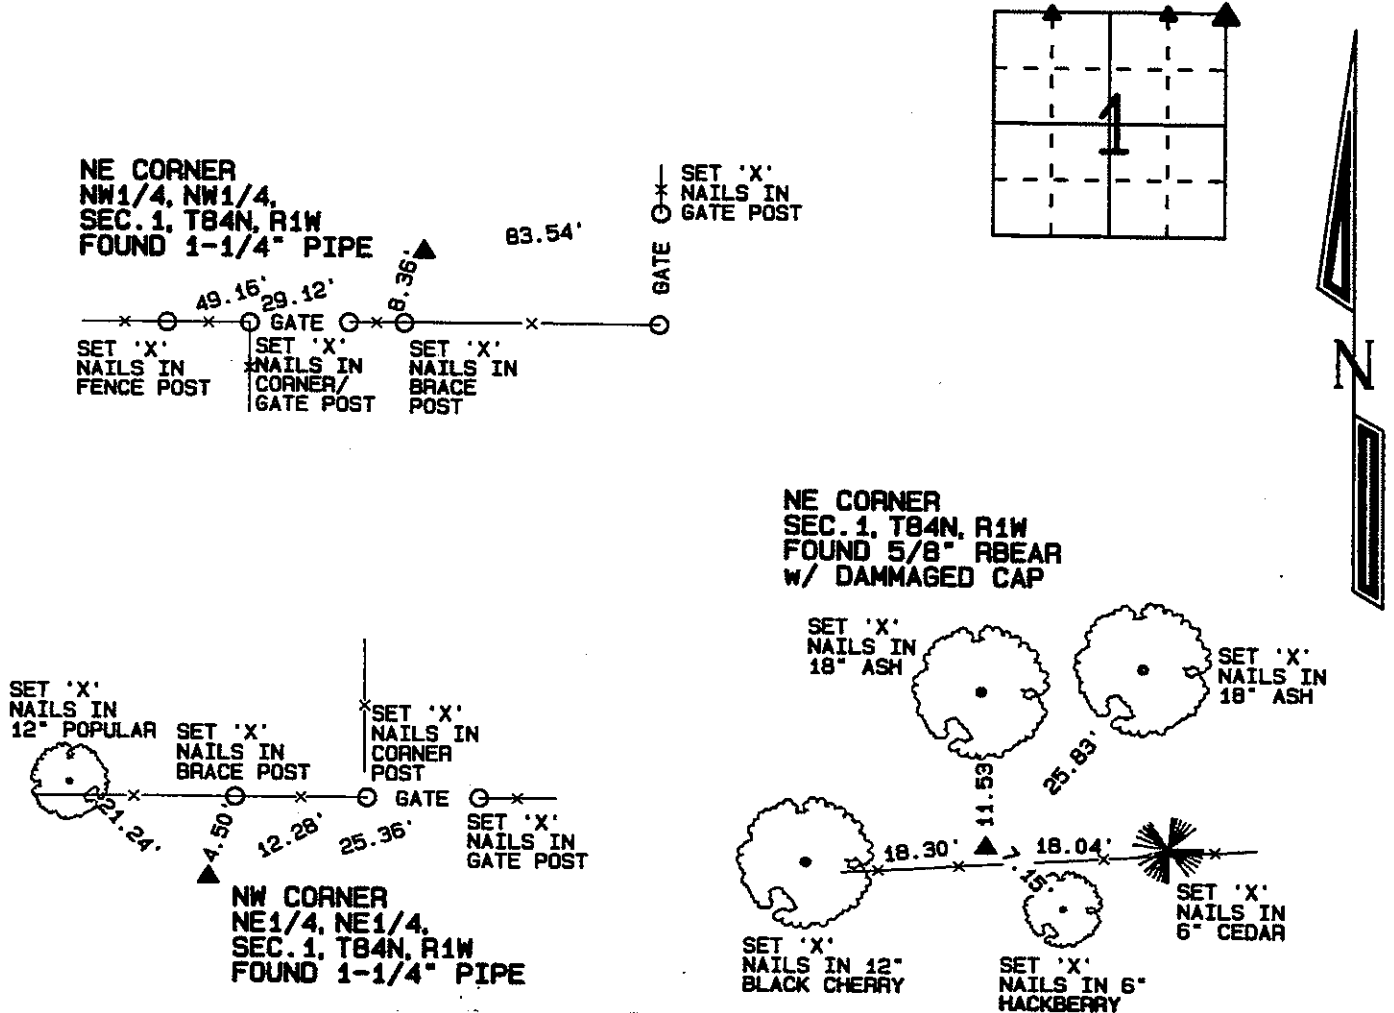 1
N
NE CORNER
NW1/4, NW1/4,
SEC. 1, T84N, R1W
FOUND 1-1/4" PIPE
SET 'X'
NAILS IN
GATE POST
GATE
83.54'
8.36'
49.16'
29.12'
GATE
SET 'X'
NAILS IN
FENCE POST
SET 'X'
NAILS IN
CORNER/
GATE POST
SET 'X'
NAILS IN
BRACE
POST
NE CORNER
SEC. 1, T84N, R1W
FOUND 5/8" RBEAR
w/ DAMMAGED CAP
SET 'X'
NAILS IN
18" ASH
SET 'X'
NAILS IN
18" ASH
11.53'
25.83'
18.30'
18.04'
7.15'
SET 'X'
NAILS IN 12"
BLACK CHERRY
SET 'X'
NAILS IN 6"
HACKBERRY
SET 'X'
NAILS IN
6" CEDAR
SET 'X'
NAILS IN
12" POPULAR
SET 'X'
NAILS IN
BRACE POST
SET 'X'
NAILS IN
CORNER
POST
GATE
21.24'
4.50'
12.28'
25.36'
SET 'X'
NAILS IN
GATE POST
NW CORNER
NE1/4, NE1/4,
SEC. 1, T84N, R1W
FOUND 1-1/4" PIPE